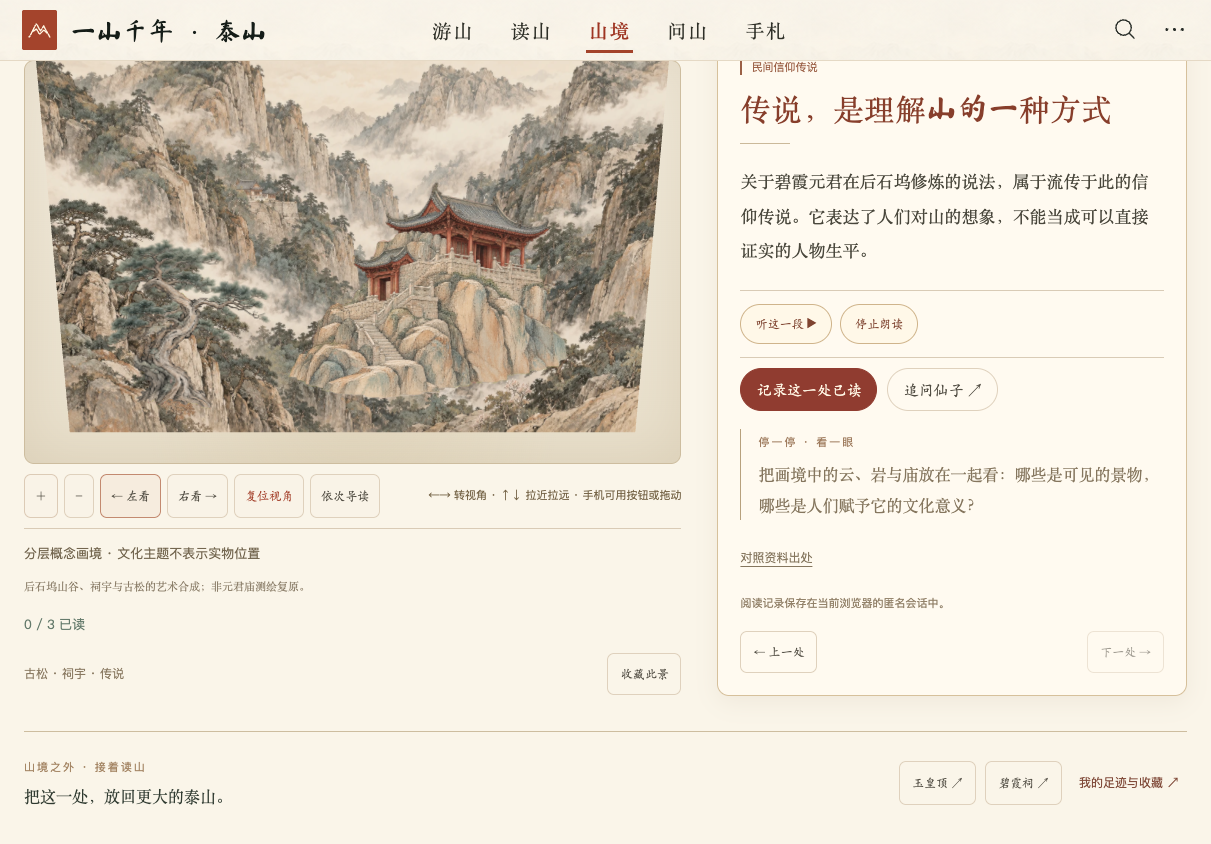 一山千年 · 泰山
游山 读山 山境 问山 手札
民间信仰传说
传说，是理解山的一种方式
关于碧霞元君在后石坞修炼的说法，属于流传于此的信
仰传说。它表达了人们对山的想象，不能当成可以直接
证实的人物生平。
听这一段 ▶ 停止朗读
记录这一处已读 追问仙子 ↗
停一停 · 看一眼
把画境中的云、岩与庙放在一起看：哪些是可见的景物，
哪些是人们赋予它的文化意义？
对照资料出处
阅读记录保存在当前浏览器的匿名会话中。
← 上一处 下一处 →
＋ － ← 左看 右看 → 复位视角 依次导读
←→ 转视角 · ↑↓ 拉近拉远 · 手机可用按钮或拖动
分层概念画境 · 文化主题不表示实物位置
后石坞山谷、祠宇与古松的艺术合成；非元君庙测绘复原。
0 / 3 已读
古松 · 祠宇 · 传说
收藏此景
山境之外 · 接着读山
把这一处，放回更大的泰山。
玉皇顶 ↗ 碧霞祠 ↗ 我的足迹与收藏 ↗